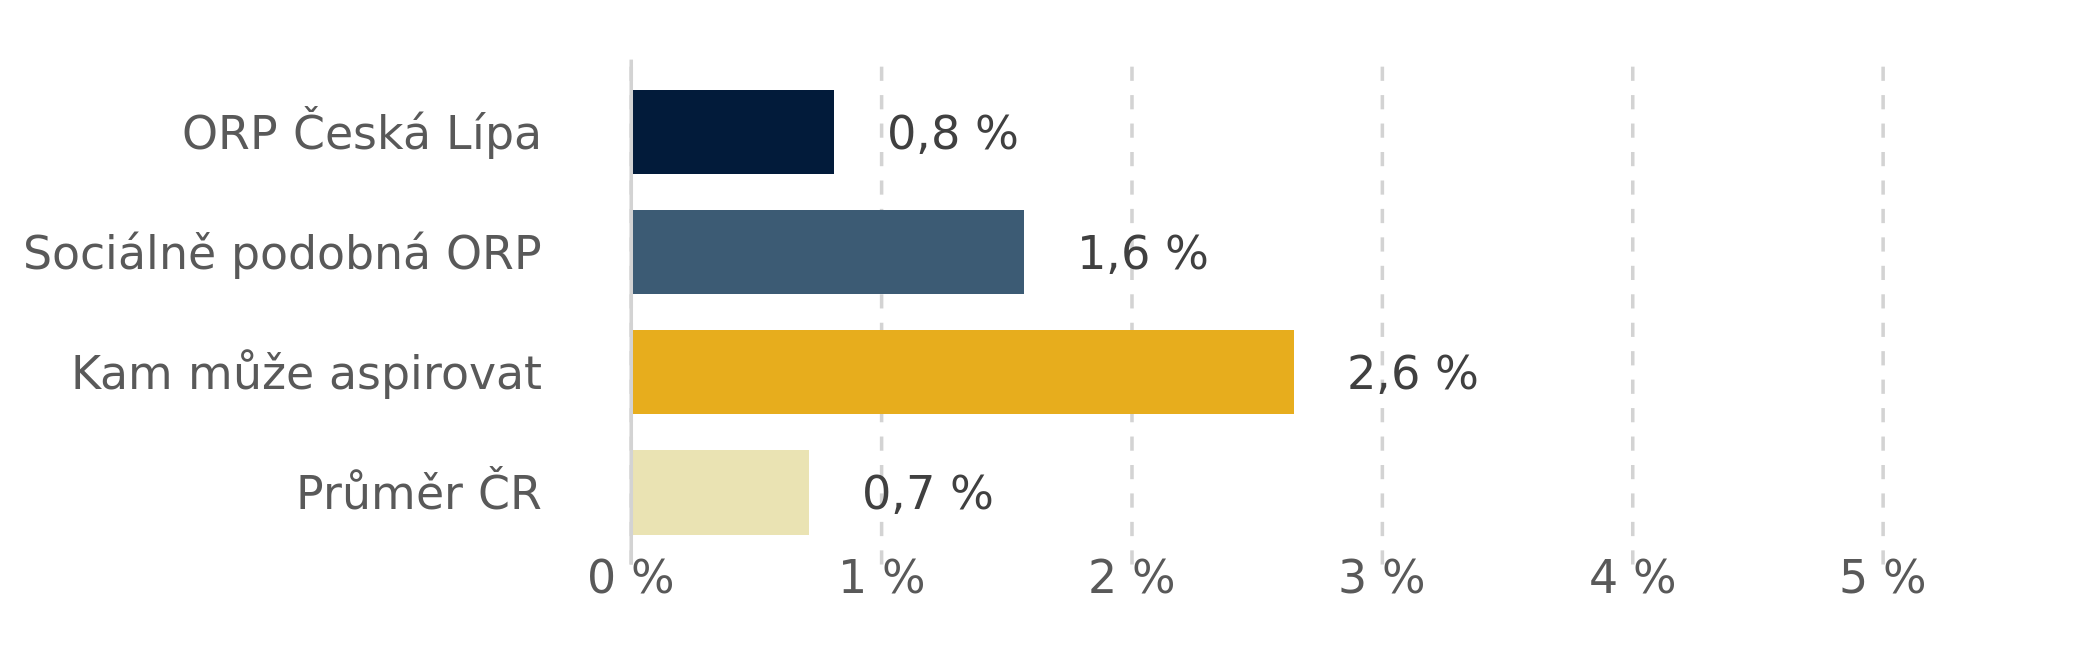 ORP Česká Lípa 0,8 %
Sociálně podobná ORP 1,6 %
Kam může aspirovat 2,6 %
Průměr ČR 0,7 %
0 % 1 % 2 % 3 % 4 % 5 %